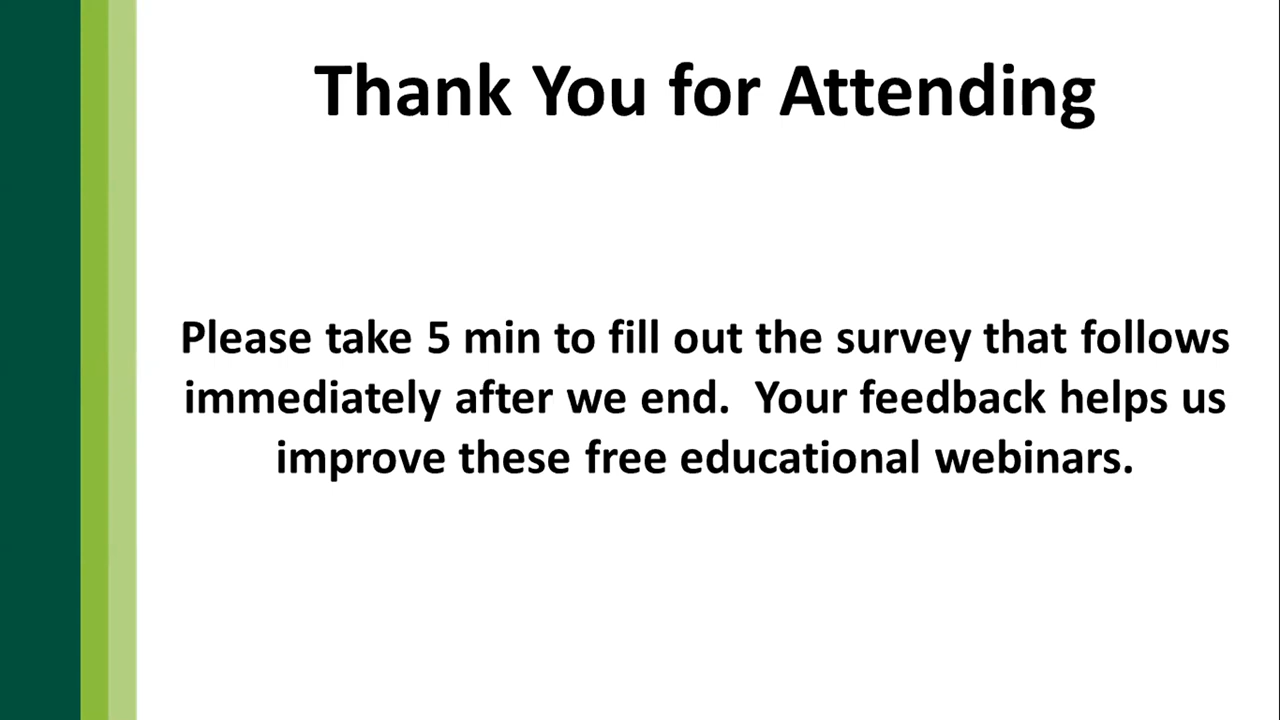 Thank You for Attending
Please take 5 min to fill out the survey that follows
immediately after we end.  Your feedback helps us
improve these free educational webinars.